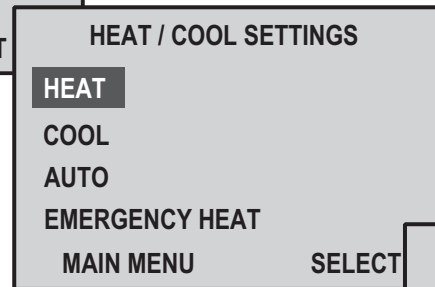 HEAT / COOL SETTINGS
HEAT
COOL
AUTO
EMERGENCY HEAT
MAIN MENU SELECT